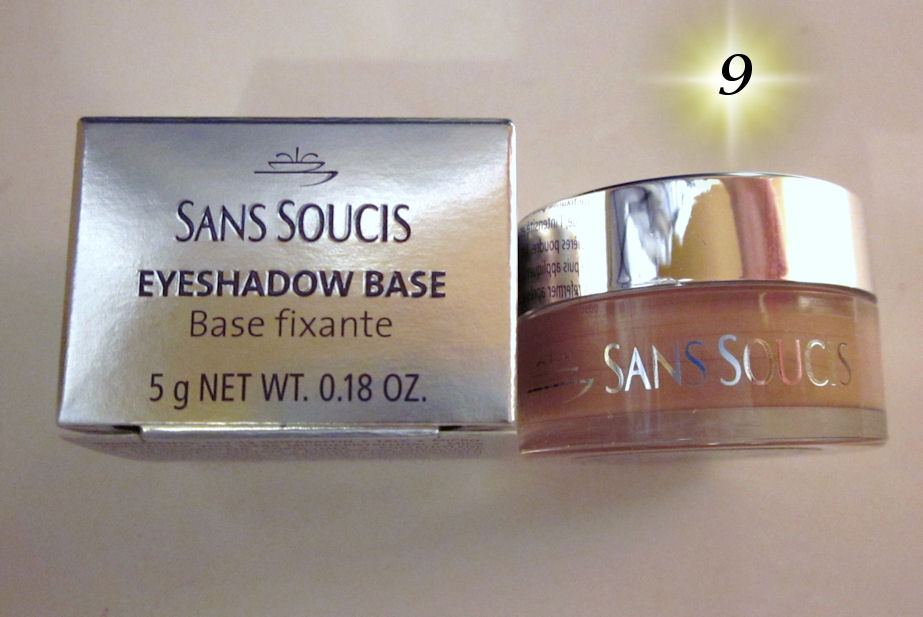 9
SANS SOUCIS
EYESHADOW BASE
Base fixante
5 g NET WT. 0.18 OZ.
SANS SOUCIS